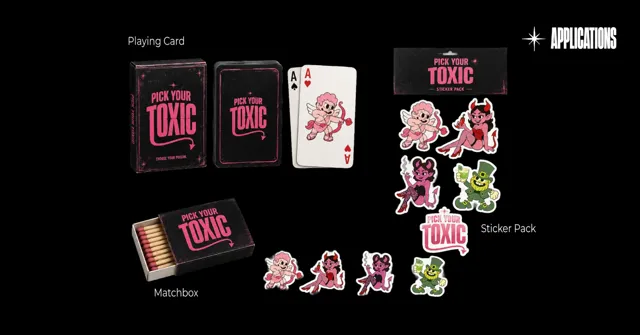 APPLICATIONS
Playing Card
PICK YOUR
TOXIC
PICK YOUR
TOXIC
A
A
A
PICK YOUR
TOXIC
STICKER PACK
PICK YOUR
TOXIC
Sticker Pack
PICK YOUR
TOXIC
Matchbox